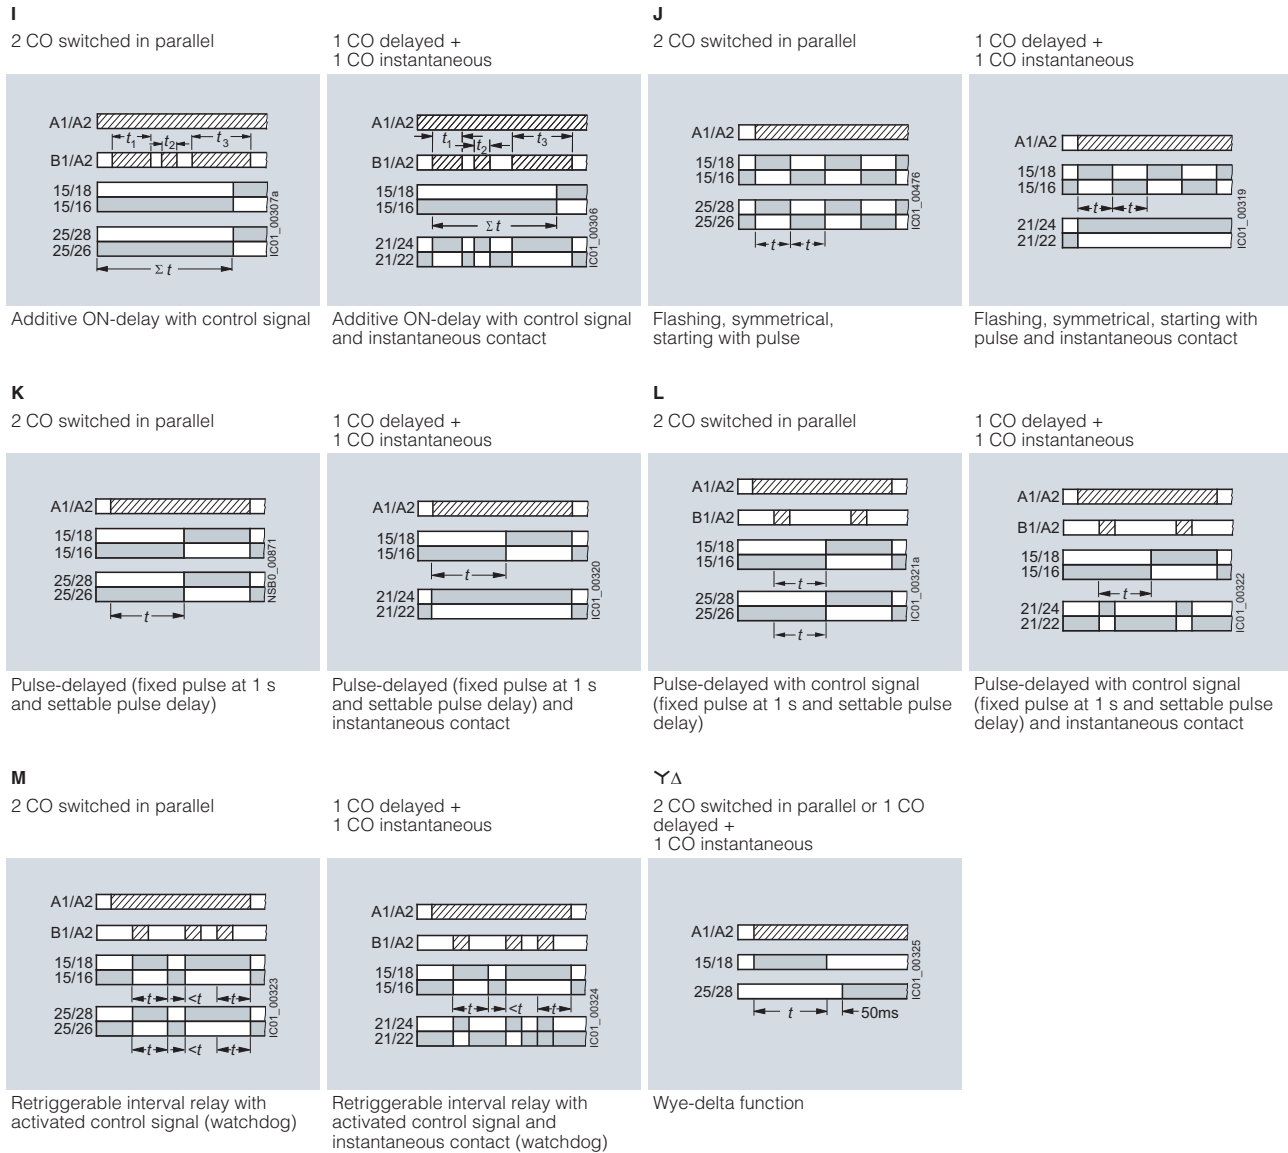 I
2 CO switched in parallel
1 CO delayed +
1 CO instantaneous
A1/A2
t1 t2 t3
B1/A2
15/18
15/16
25/28
25/26
Σ t
IC01_00307a
A1/A2
t1 t2 t3
B1/A2
15/18
15/16
Σ t
21/24
21/22
IC01_00306
Additive ON-delay with control signal
Additive ON-delay with control signal
and instantaneous contact
J
2 CO switched in parallel
1 CO delayed +
1 CO instantaneous
A1/A2
15/18
15/16
25/28
25/26
t t
IC01_00476
A1/A2
15/18
15/16
t t
21/24
21/22
IC01_00319
Flashing, symmetrical,
starting with pulse
Flashing, symmetrical, starting with
pulse and instantaneous contact
K
2 CO switched in parallel
1 CO delayed +
1 CO instantaneous
A1/A2
15/18
15/16
25/28
25/26
t
NSB0_00871
A1/A2
15/18
15/16
t
21/24
21/22
IC01_00320
Pulse-delayed (fixed pulse at 1 s
and settable pulse delay)
Pulse-delayed (fixed pulse at 1 s
and settable pulse delay) and
instantaneous contact
L
2 CO switched in parallel
1 CO delayed +
1 CO instantaneous
A1/A2
B1/A2
15/18
15/16
t
25/28
25/26
t
IC01_00321a
A1/A2
B1/A2
15/18
15/16
t
21/24
21/22
IC01_00322
Pulse-delayed with control signal
(fixed pulse at 1 s and settable pulse
delay)
Pulse-delayed with control signal
(fixed pulse at 1 s and settable pulse
delay) and instantaneous contact
M
2 CO switched in parallel
1 CO delayed +
1 CO instantaneous
A1/A2
B1/A2
15/18
15/16
t <t t
25/28
25/26
t <t t
IC01_00323
A1/A2
B1/A2
15/18
15/16
t <t t
21/24
21/22
IC01_00324
Retriggerable interval relay with
activated control signal (watchdog)
Retriggerable interval relay with
activated control signal and
instantaneous contact (watchdog)
YΔ
2 CO switched in parallel or 1 CO
delayed +
1 CO instantaneous
A1/A2
15/18
25/28
t 50ms
IC01_00325
Wye-delta function